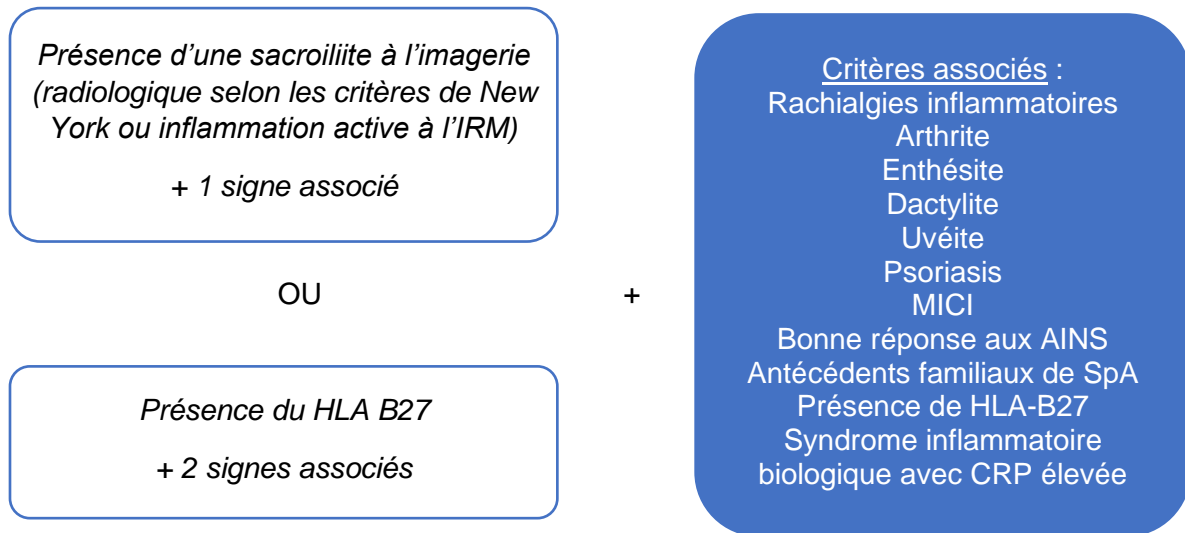 Présence d’une sacroiliite à l’imagerie
(radiologique selon les critères de New
York ou inflammation active à l’IRM)
+ 1 signe associé
OU
+
Présence du HLA B27
+ 2 signes associés
Critères associés :
Rachialgies inflammatoires
Arthrite
Enthésite
Dactylite
Uvéite
Psoriasis
MICI
Bonne réponse aux AINS
Antécédents familiaux de SpA
Présence de HLA-B27
Syndrome inflammatoire
biologique avec CRP élevée